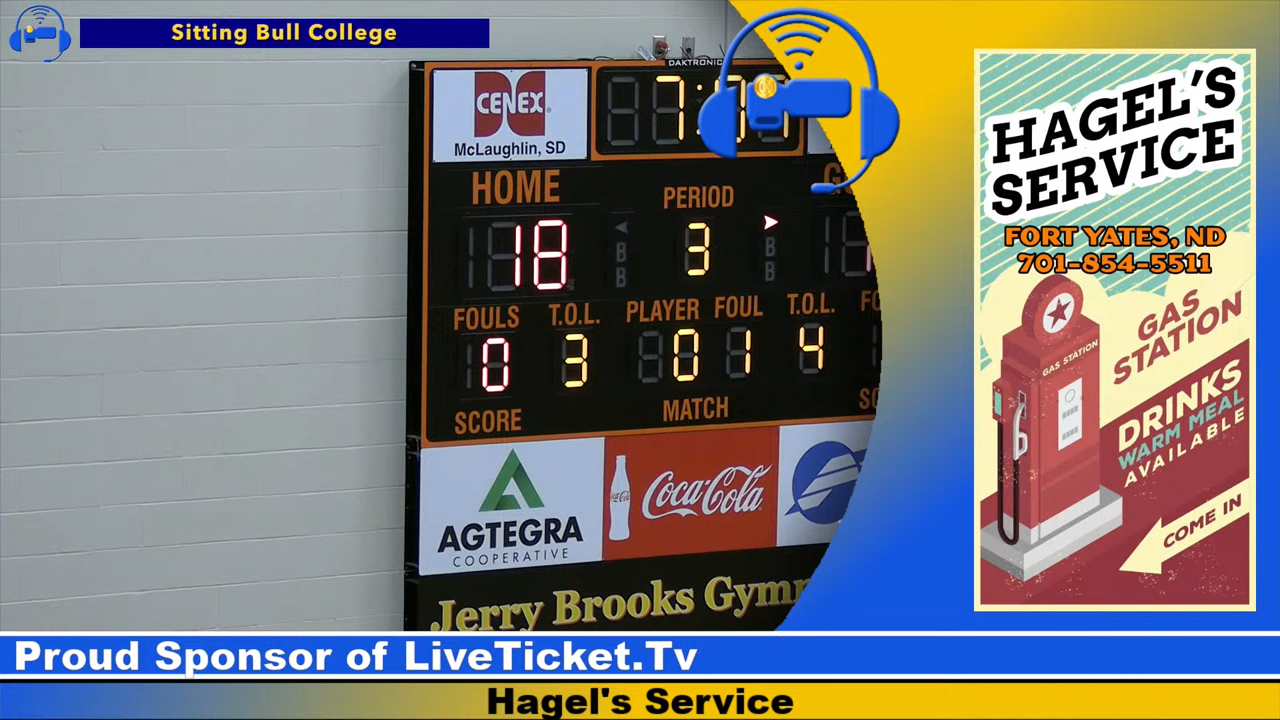 Sitting Bull College
DAKTRONIC
CENEX
McLaughlin, SD
HOME
PERIOD
18
3
B
B
B
B
FOULS
T.O.L.
PLAYER
FOUL
T.O.L.
0
3
0
1
4
SCORE
MATCH
AGTEGRA
COOPERATIVE
Coca-Cola
Jerry Brooks Gym
HAGEL'S
SERVICE
FORT YATES, ND
701-854-5511
GAS
STATION
GAS STATION
DRINKS
WARM MEAL
AVAILABLE
COME IN
Proud Sponsor of LiveTicket.Tv
Hagel's Service